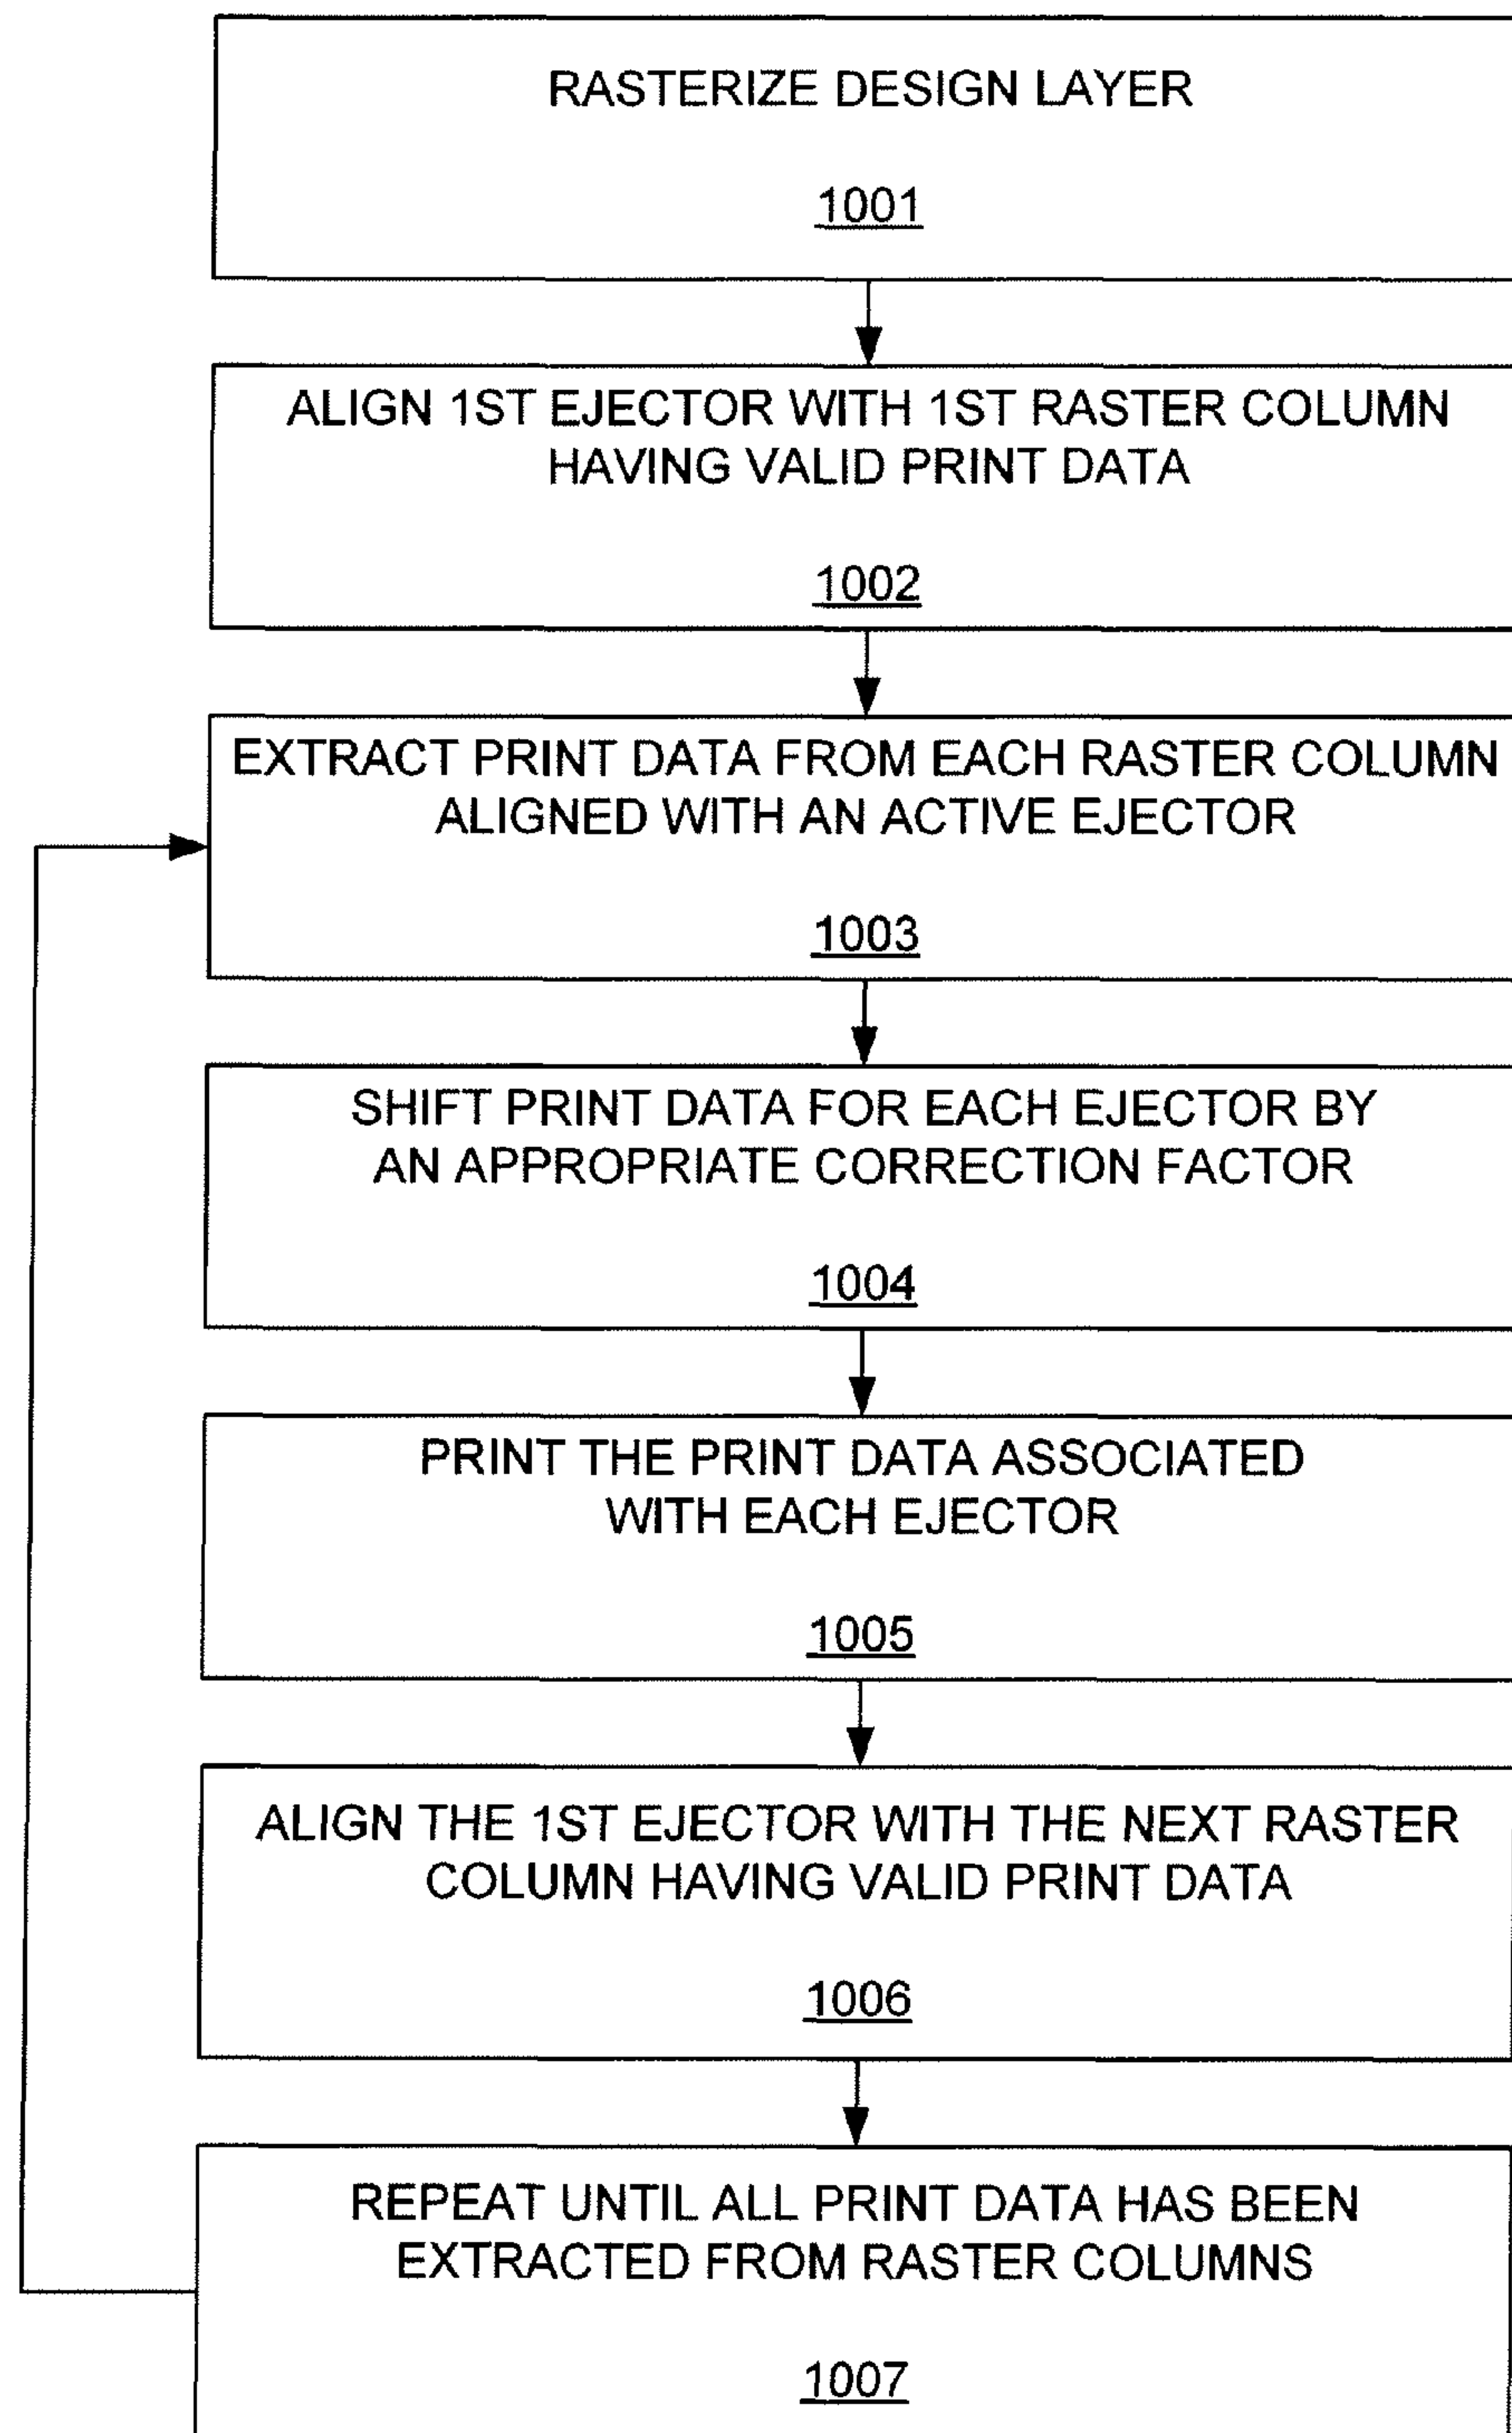 RASTERIZE DESIGN LAYER
1001
ALIGN 1ST EJECTOR WITH 1ST RASTER COLUMN
HAVING VALID PRINT DATA
1002
EXTRACT PRINT DATA FROM EACH RASTER COLUMN
ALIGNED WITH AN ACTIVE EJECTOR
1003
SHIFT PRINT DATA FOR EACH EJECTOR BY
AN APPROPRIATE CORRECTION FACTOR
1004
PRINT THE PRINT DATA ASSOCIATED
WITH EACH EJECTOR
1005
ALIGN THE 1ST EJECTOR WITH THE NEXT RASTER
COLUMN HAVING VALID PRINT DATA
1006
REPEAT UNTIL ALL PRINT DATA HAS BEEN
EXTRACTED FROM RASTER COLUMNS
1007